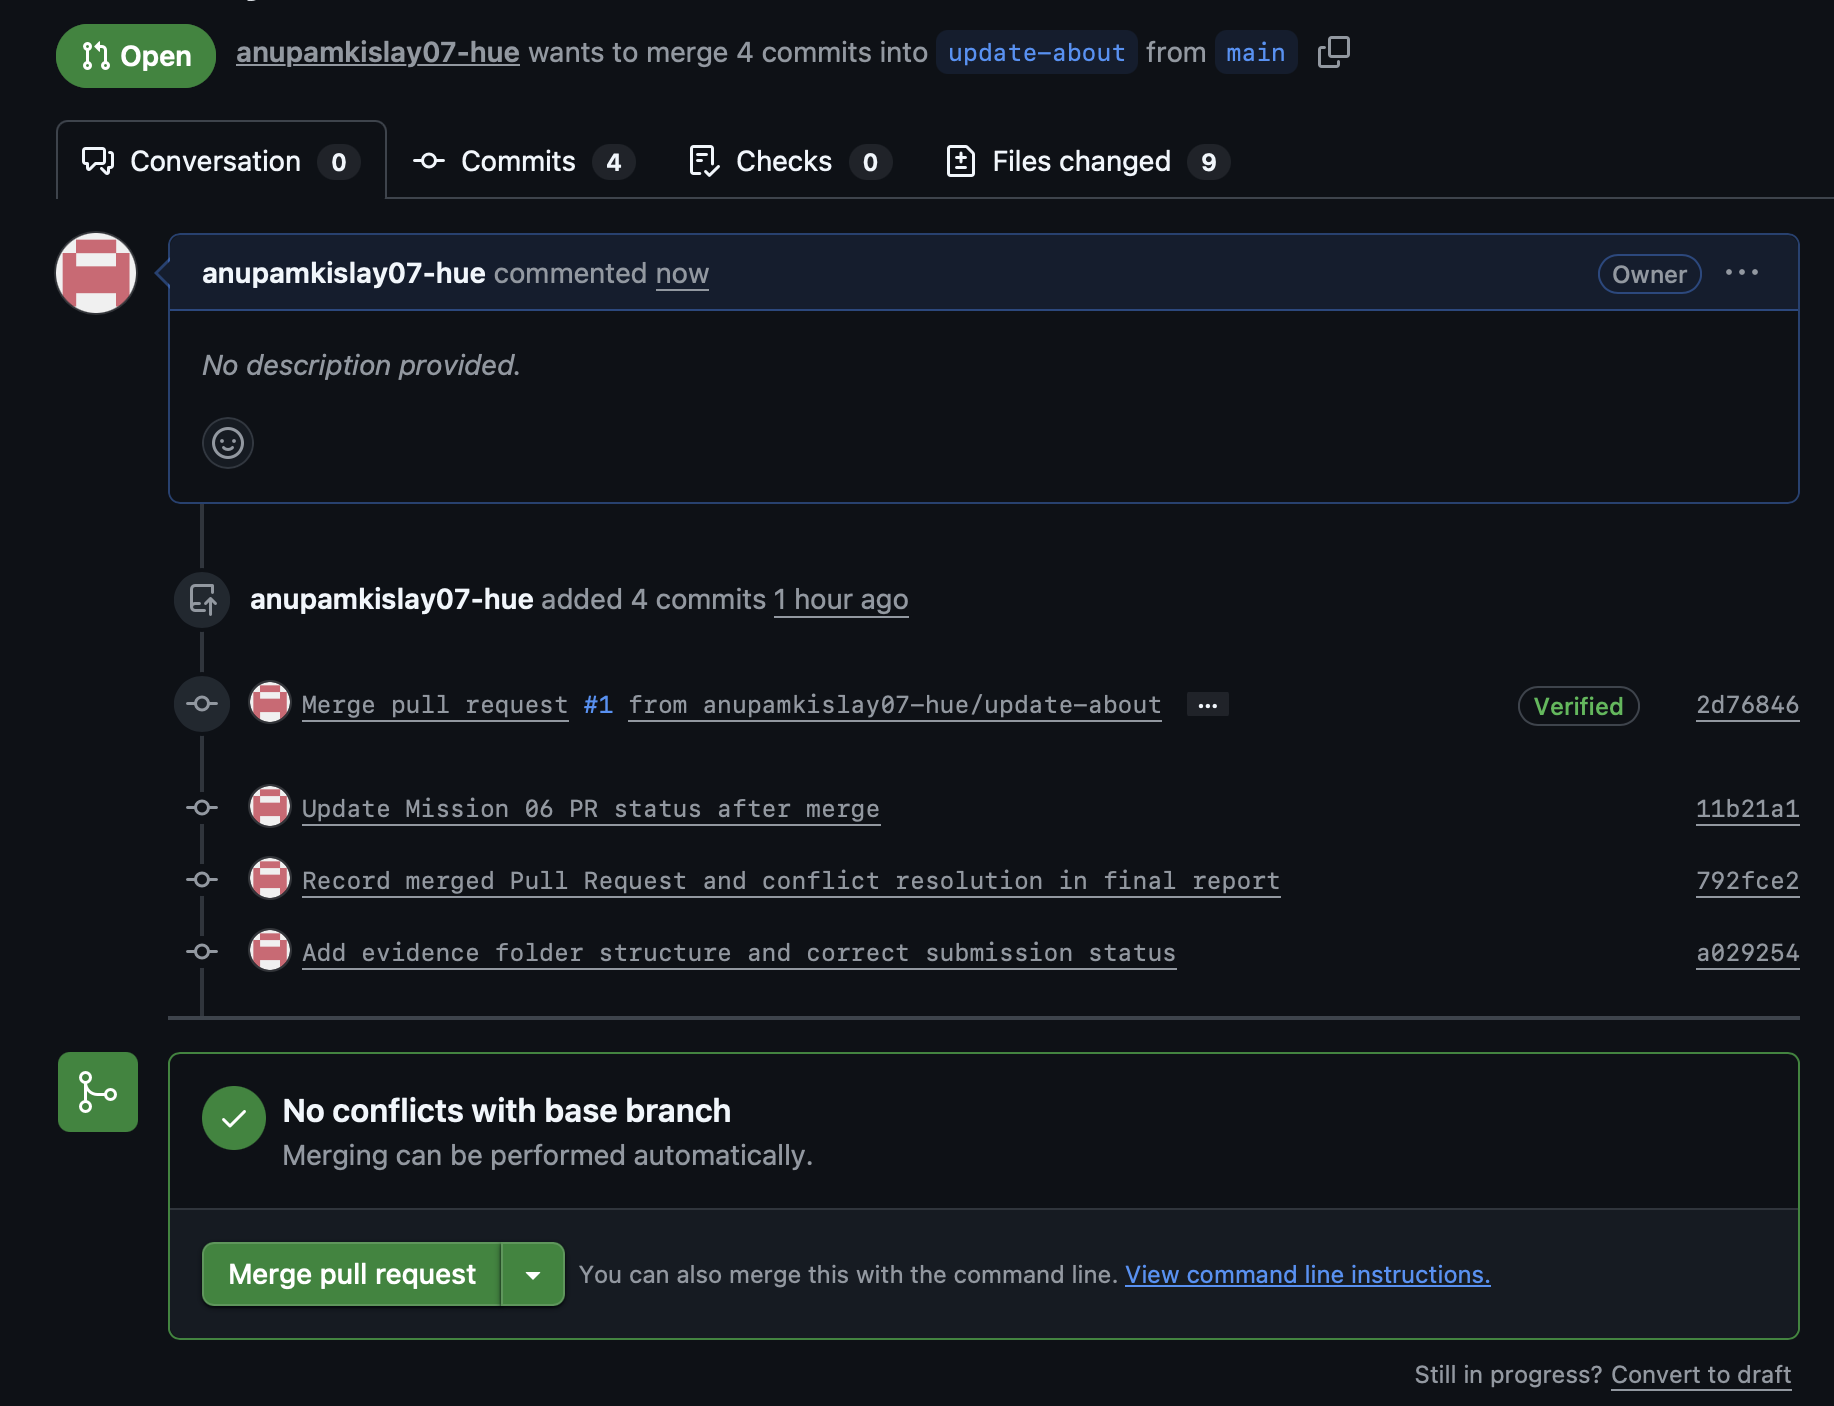 Open anupamkislay07-hue wants to merge 4 commits into update-about from main
Conversation 0 Commits 4 Checks 0 Files changed 9
anupamkislay07-hue commented now Owner ...
No description provided.
anupamkislay07-hue added 4 commits 1 hour ago
Merge pull request #1 from anupamkislay07-hue/update-about ... Verified 2d76846
Update Mission 06 PR status after merge 11b21a1
Record merged Pull Request and conflict resolution in final report 792fce2
Add evidence folder structure and correct submission status a029254
No conflicts with base branch
Merging can be performed automatically.
Merge pull request You can also merge this with the command line. View command line instructions.
Still in progress? Convert to draft